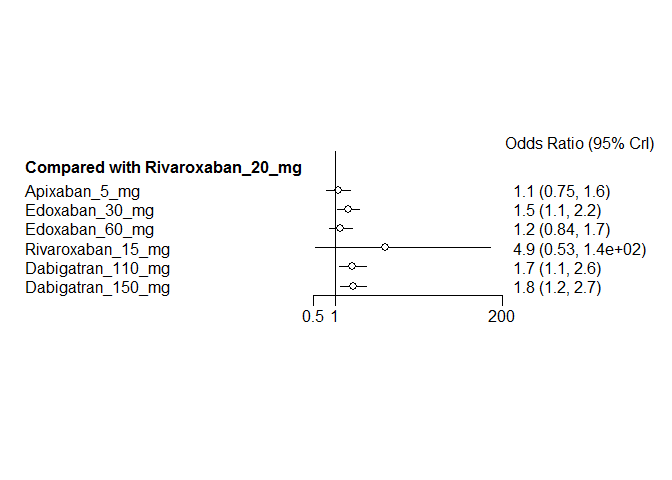 Odds Ratio (95% CrI)
Compared with Rivaroxaban_20_mg
Apixaban_5_mg 1.1 (0.75, 1.6)
Edoxaban_30_mg 1.5 (1.1, 2.2)
Edoxaban_60_mg 1.2 (0.84, 1.7)
Rivaroxaban_15_mg 4.9 (0.53, 1.4e+02)
Dabigatran_110_mg 1.7 (1.1, 2.6)
Dabigatran_150_mg 1.8 (1.2, 2.7)
0.5 1 200